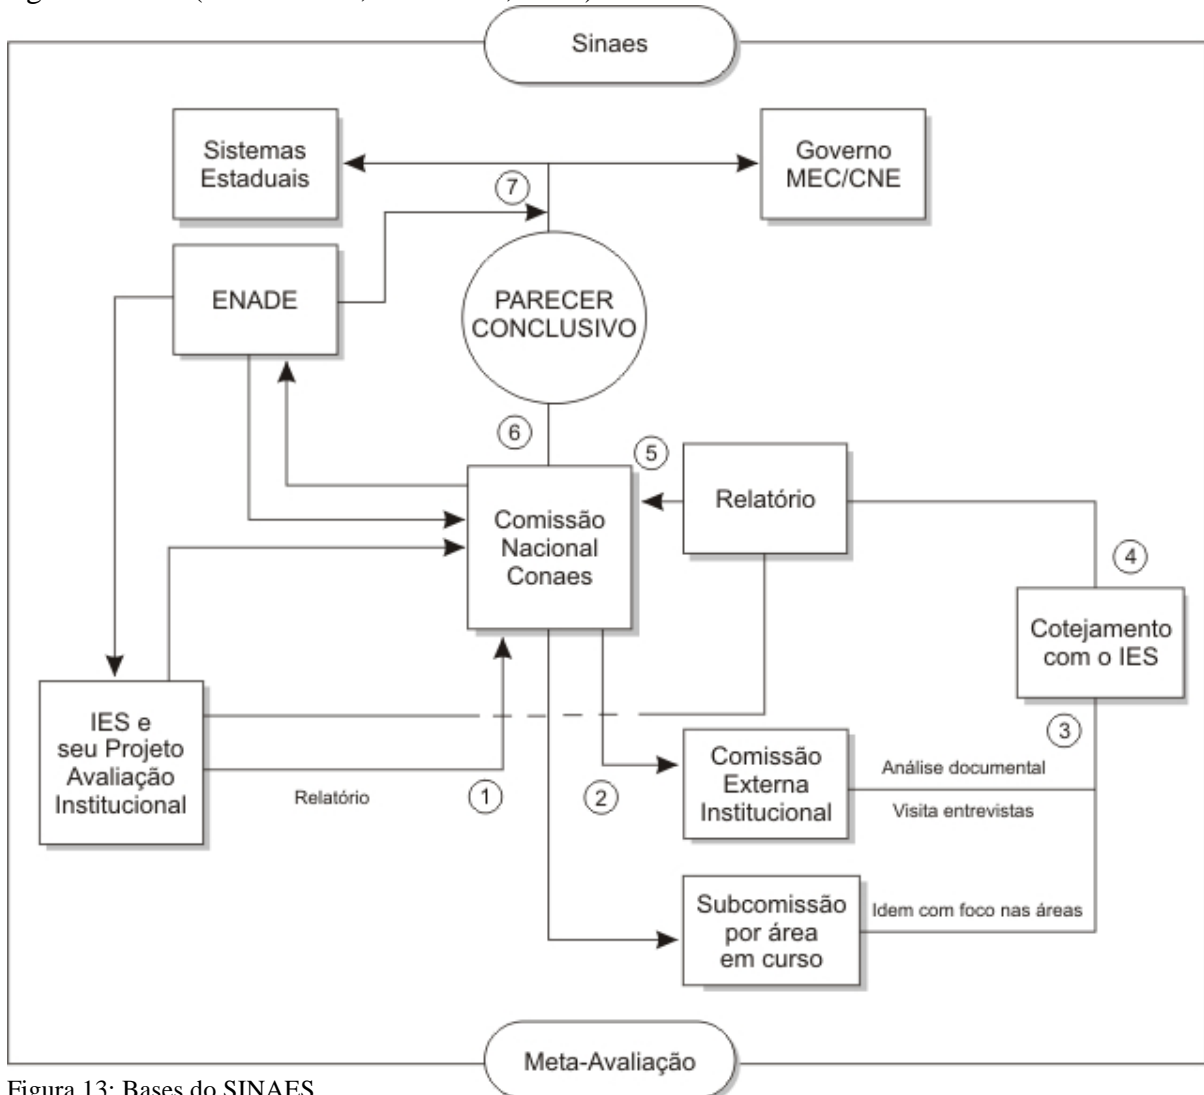 Sinaes
Sistemas
Estaduais
Governo
MEC/CNE
7
ENADE
PARECER
CONCLUSIVO
6
5
Relatório
Comissão
Nacional
Conaes
4
Cotejamento
com o IES
3
IES e
seu Projeto
Avaliação
Institucional
Relatório
1
2
Comissão
Externa
Institucional
Análise documental
Visita entrevistas
Subcomissão
por área
em curso
Idem com foco nas áreas
Meta-Avaliação
Figura 13: Bases do SINAES